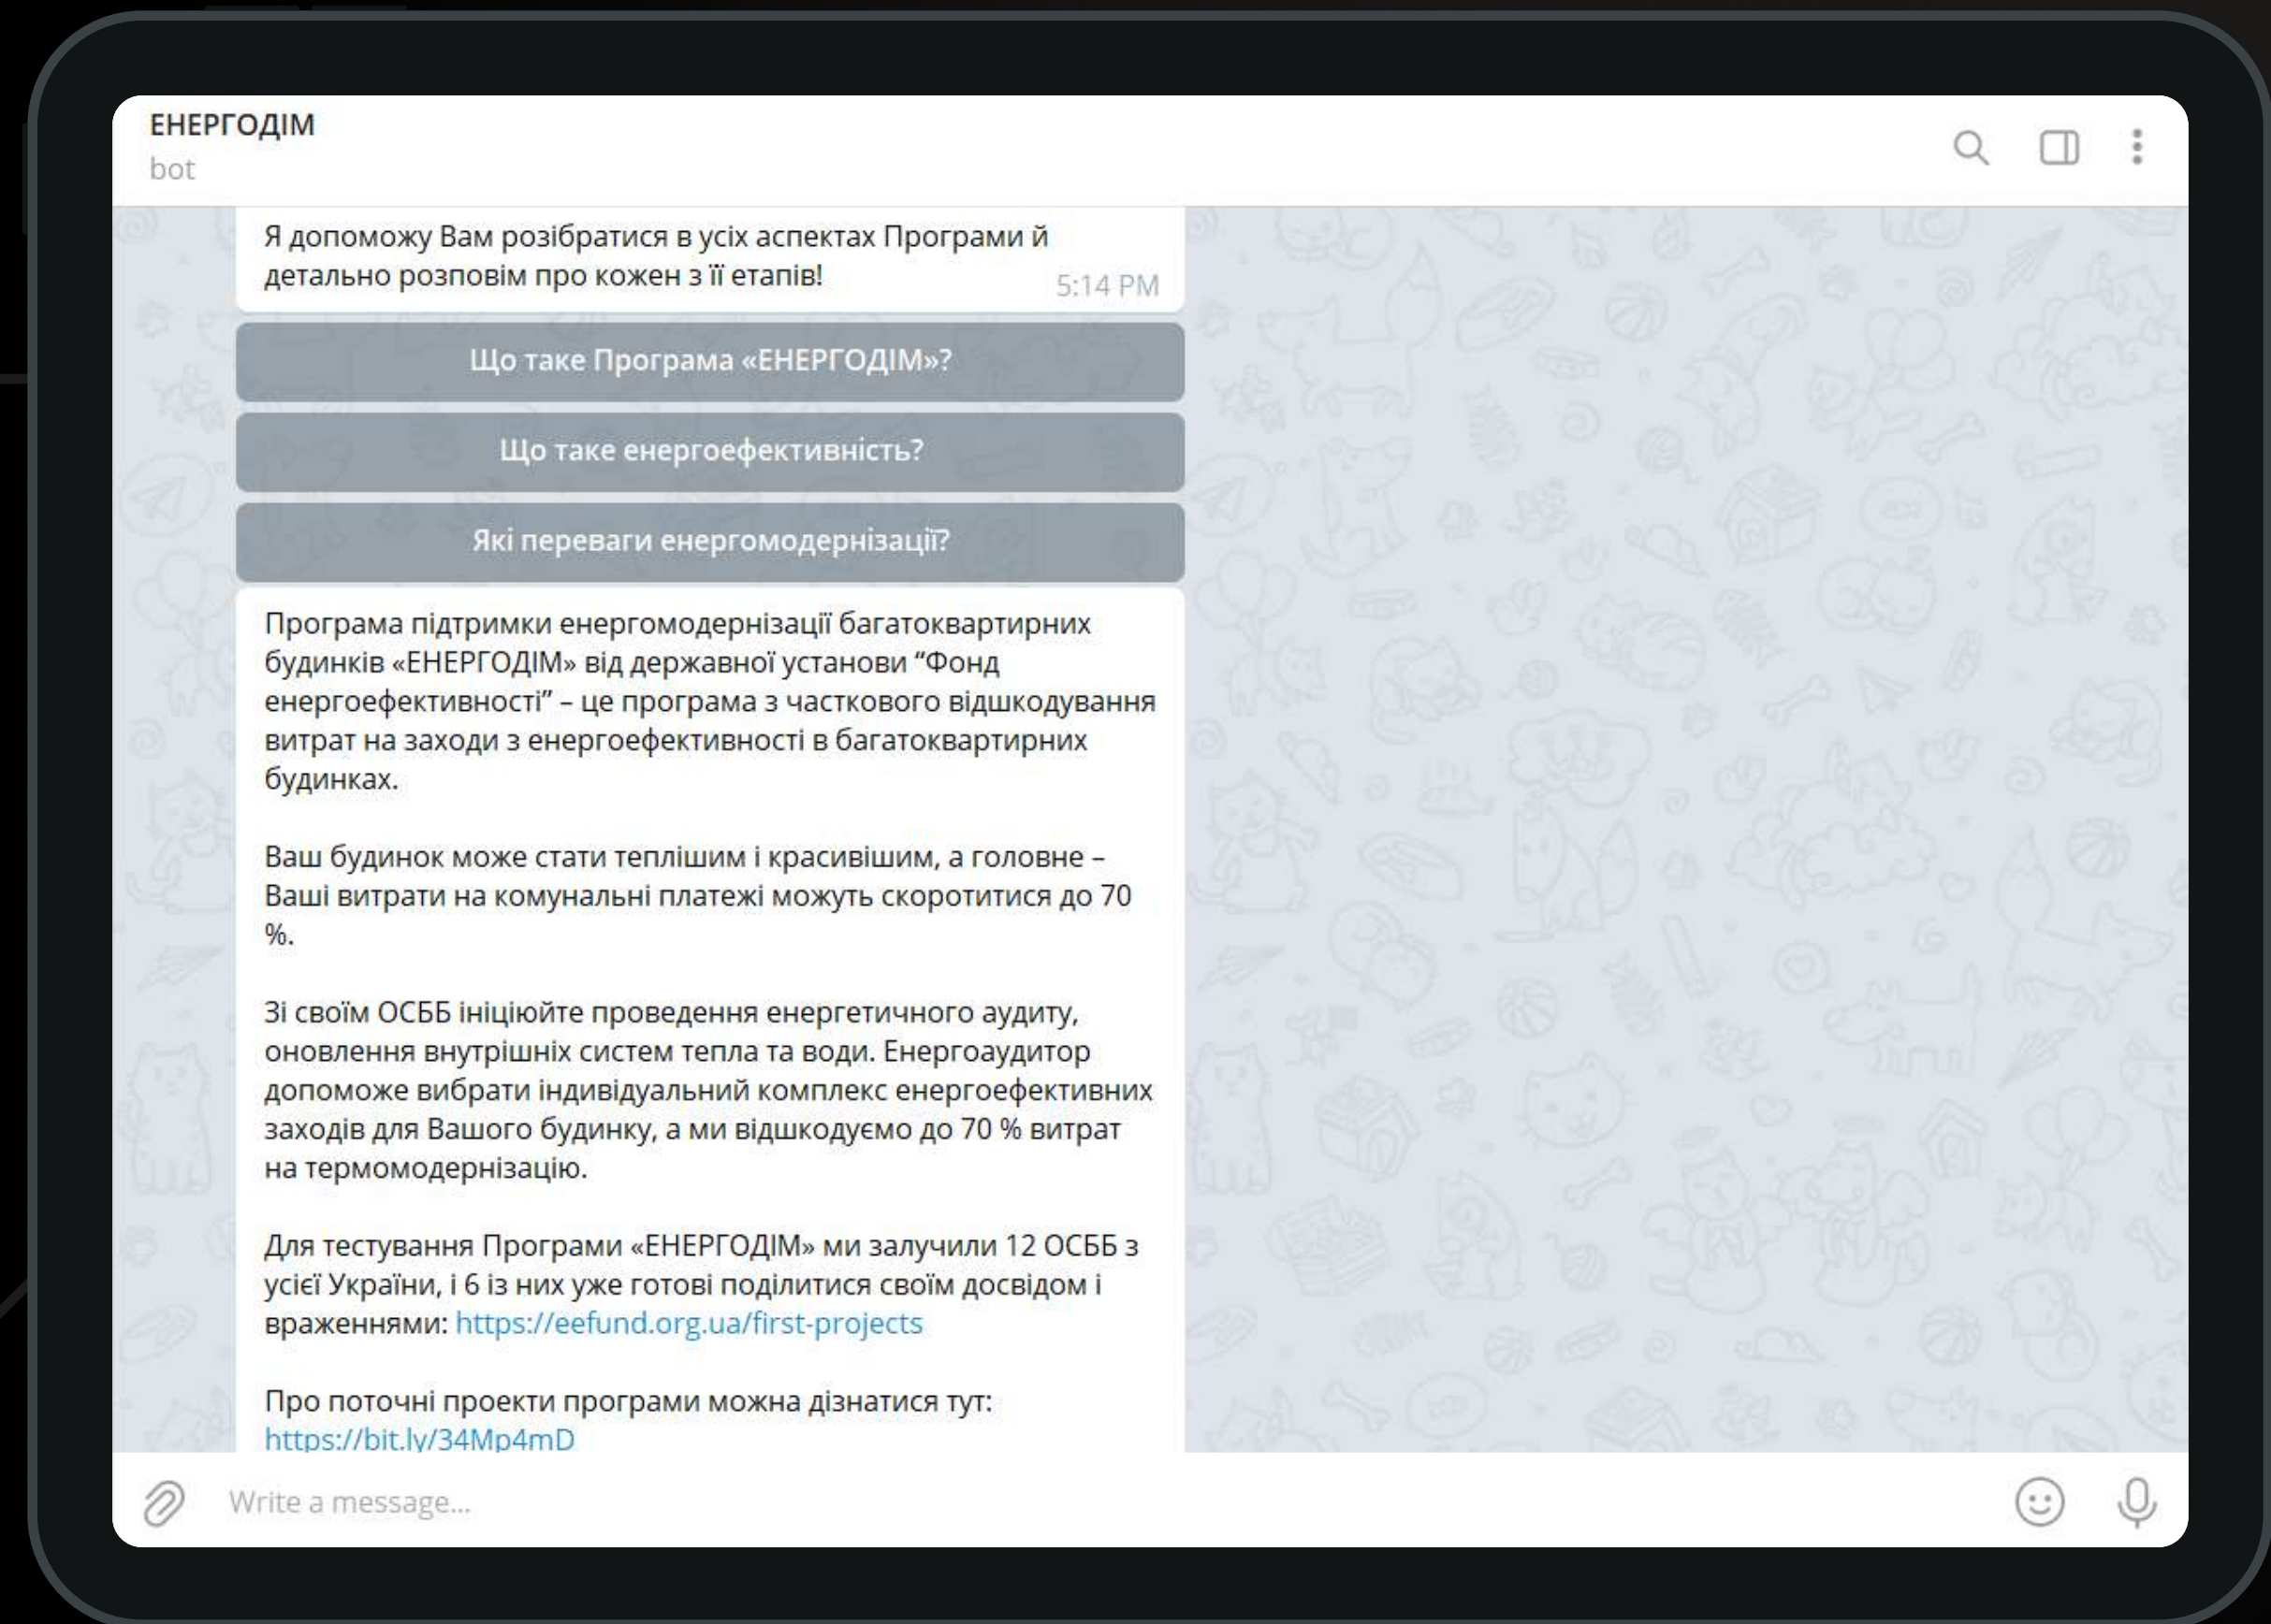 ЕНЕРГОДІМ
bot
Я допоможу Вам розібратися в усіх аспектах Програми й
детально розповім про кожен з її етапів!
5:14 PM
Що таке Програма «ЕНЕРГОДІМ»?
Що таке енергоефективність?
Які переваги енергомодернізації?
Програма підтримки енергомодернізації багатоквартирних
будинків «ЕНЕРГОДІМ» від державної установи “Фонд
енергоефективності” – це програма з часткового відшкодування
витрат на заходи з енергоефективності в багатоквартирних
будинках.
Ваш будинок може стати теплішим і красивішим, а головне –
Ваші витрати на комунальні платежі можуть скоротитися до 70
%.
Зі своїм ОСББ ініціюйте проведення енергетичного аудиту,
оновлення внутрішніх систем тепла та води. Енергоаудитор
допоможе вибрати індивідуальний комплекс енергоефективних
заходів для Вашого будинку, а ми відшкодуємо до 70 % витрат
на термомодернізацію.
Для тестування Програми «ЕНЕРГОДІМ» ми залучили 12 ОСББ з
усієї України, і 6 із них уже готові поділитися своїм досвідом і
враженнями: https://eefund.org.ua/first-projects
Про поточні проекти програми можна дізнатися тут:
https://bit.ly/34Mp4mD
Write a message...